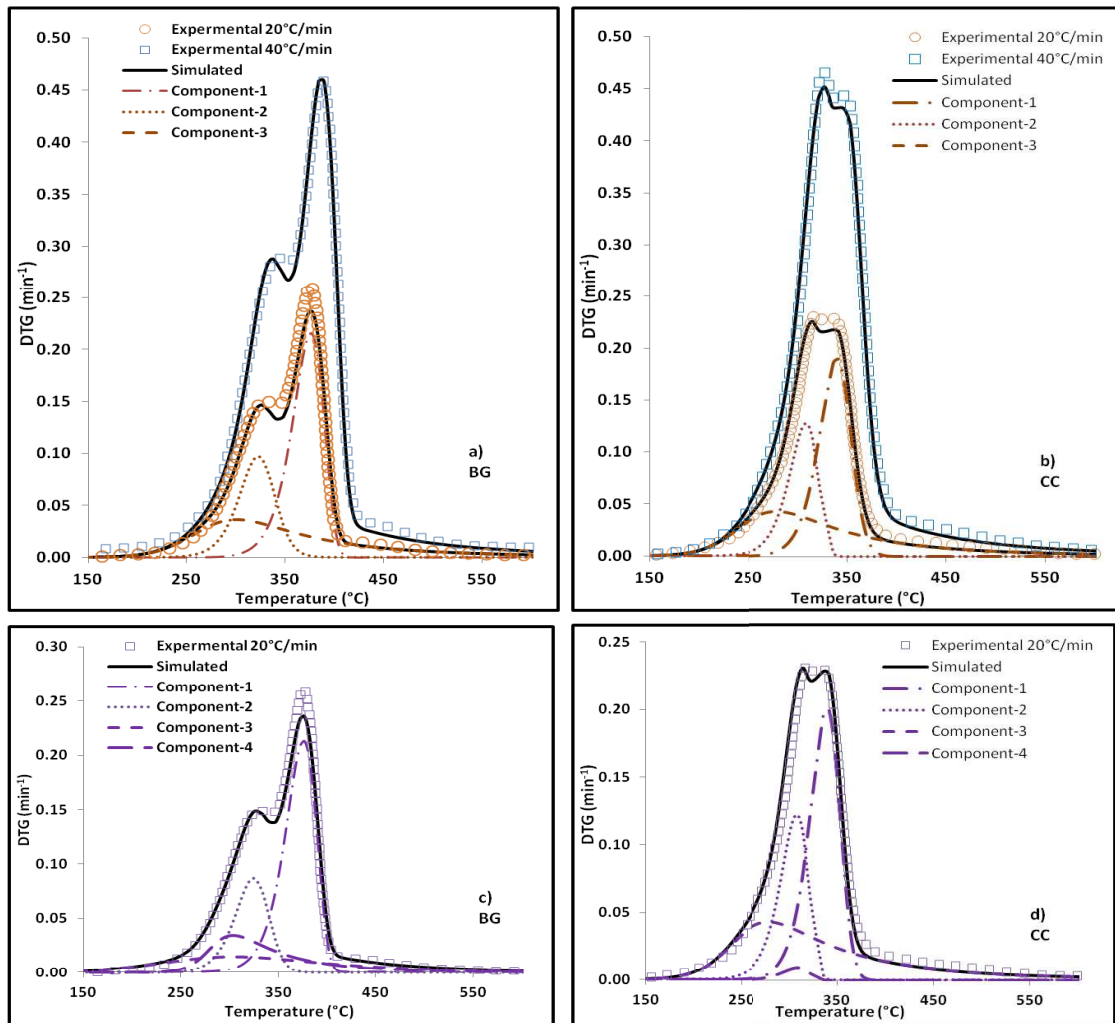 Expermental 20°C/min
Expermental 40°C/min
Simulated
Component-1
Component-2
Component-3
0.50
0.45
0.40
0.35
0.30
0.25
0.20
0.15
0.10
0.05
0.00
DTG (min-1)
a)
BG
150
250
350
450
550
Temperature (°C)
Experimental 20°C/min
Expermental 40°C/min
Simulated
Component-1
Component-2
Component-3
0.50
0.45
0.40
0.35
0.30
0.25
0.20
0.15
0.10
0.05
0.00
DTG (min-1)
b)
CC
150
250
350
450
550
Temperature (°C)
Expermental 20°C/min
Simulated
Component-1
Component-2
Component-3
Component-4
0.30
0.25
0.20
0.15
0.10
0.05
0.00
DTG (min-1)
c)
BG
150
250
350
450
550
Temperature (°C)
Experimental 20°C/min
Simulated
Component-1
Component-2
Component-3
Component-4
0.25
0.20
0.15
0.10
0.05
0.00
DTG (min-1)
d)
CC
150
250
350
450
550
Temperature (°C)